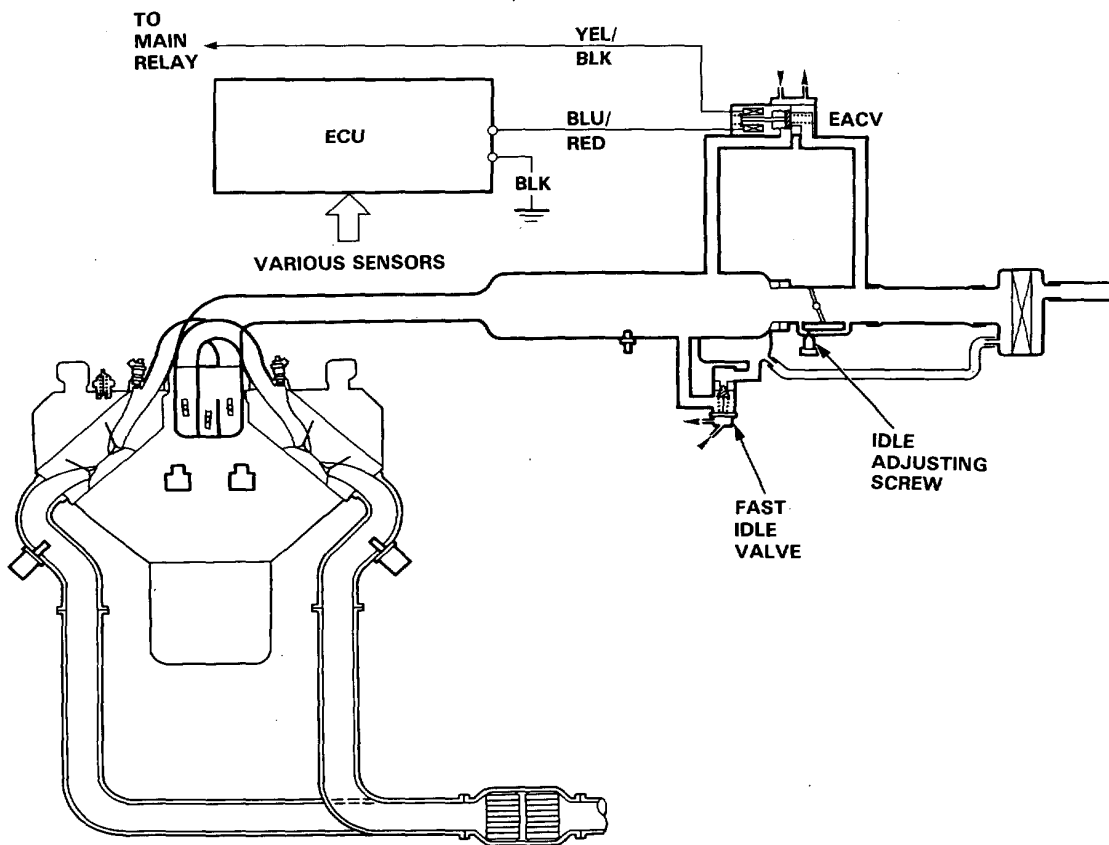 TO
MAIN
RELAY
YEL/
BLK
EACV
ECU
BLU/
RED
BLK
VARIOUS SENSORS
IDLE
ADJUSTING
SCREW
FAST
IDLE
VALVE